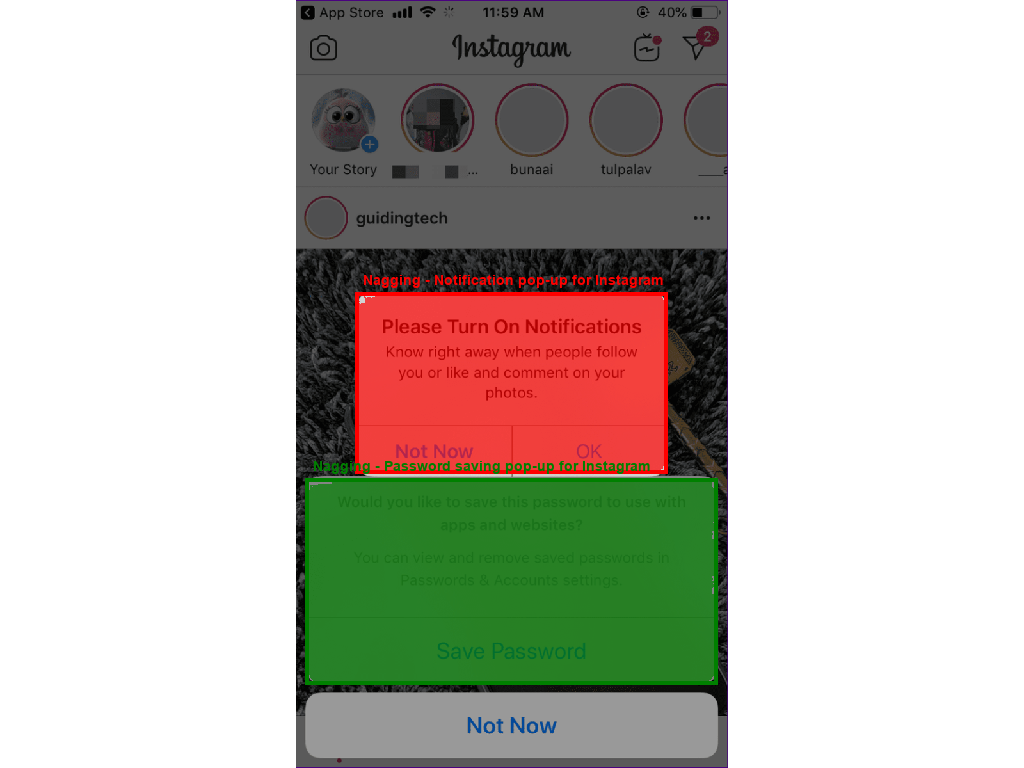 App Store
11:59 AM
40%
Instagram
2
Your Story
...
bunaai
tulpalav
____a
guidingtech
Nagging - Notification pop-up for Instagram
Please Turn On Notifications
Know right away when people follow
you or like and comment on your
photos.
Not Now
OK
Nagging - Password saving pop-up for Instagram
Would you like to save this password to use with
apps and websites?
You can view and remove saved passwords in
Passwords & Accounts settings.
Save Password
Not Now